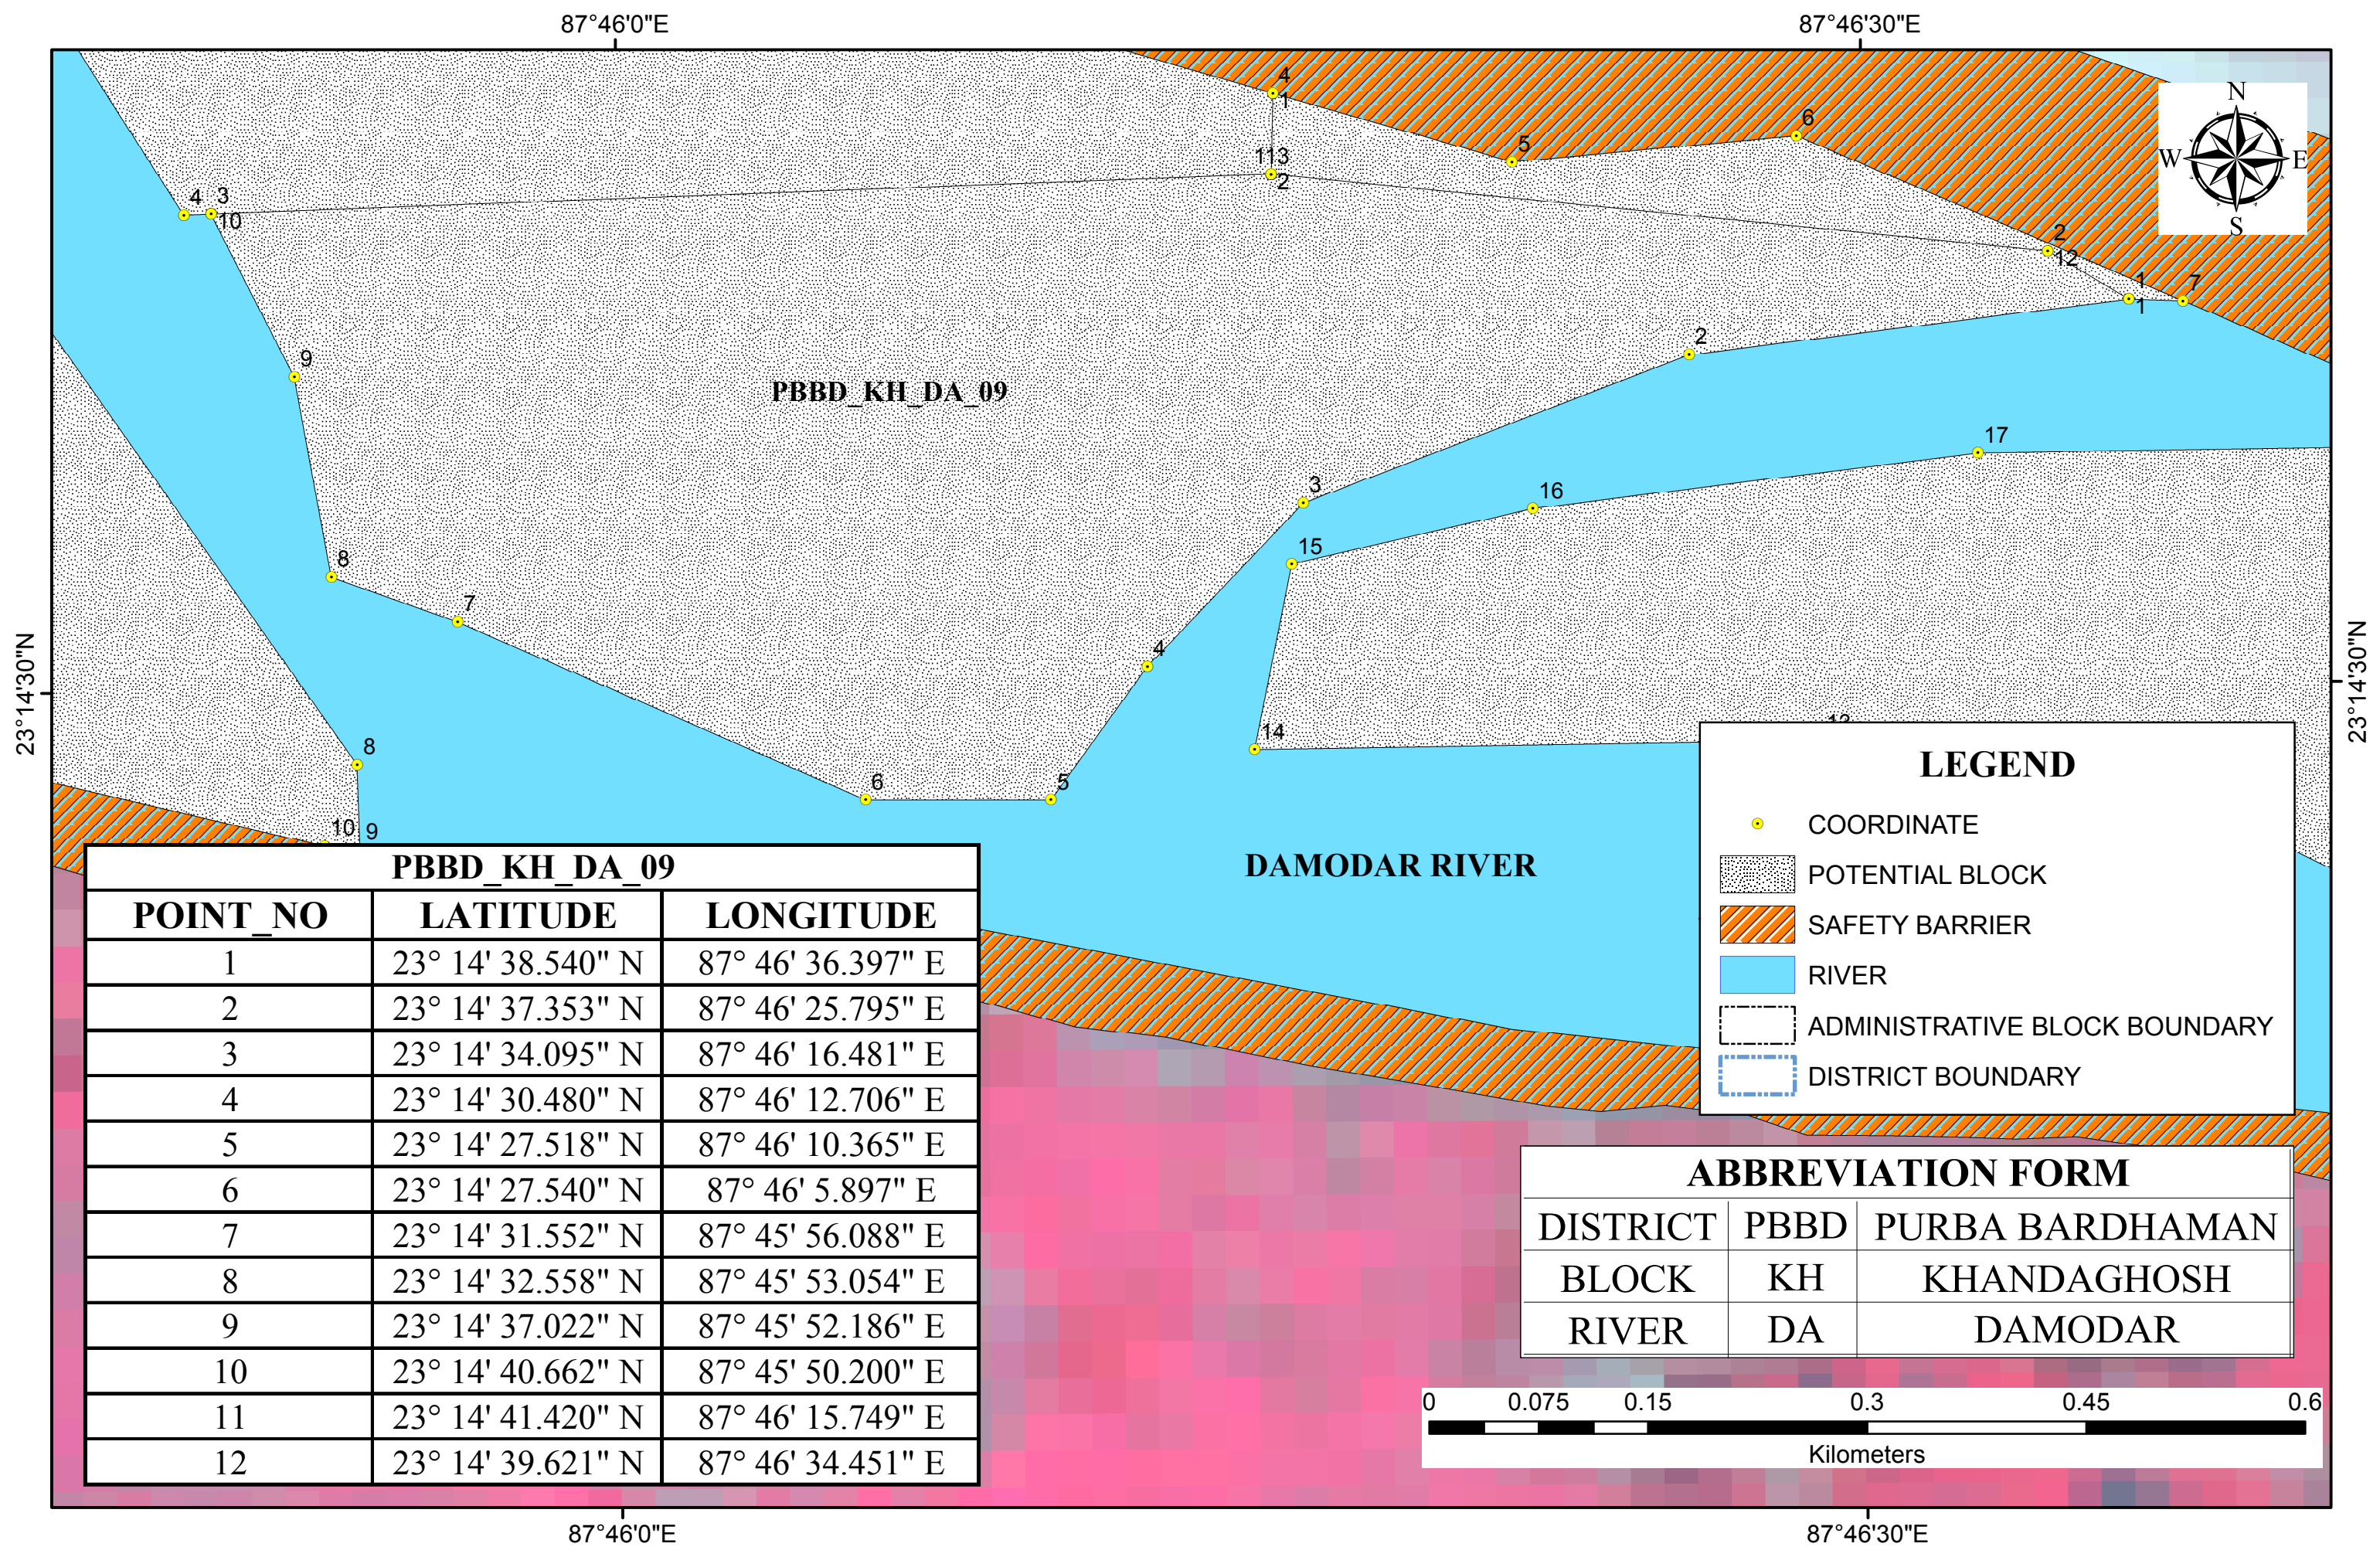 87°46'0"E 87°46'30"E
N
W E
S
4
1
5
6
113
2
4 3
10
2
12
1
1
7
9
2
PBBD_KH_DA_09
17
3
16
15
8
7
4
23°14'30"N 23°14'30"N
14
8
6 5
10 9
DAMODAR RIVER
LEGEND
COORDINATE
POTENTIAL BLOCK
SAFETY BARRIER
RIVER
ADMINISTRATIVE BLOCK BOUNDARY
DISTRICT BOUNDARY
PBBD_KH_DA_09
POINT_NO LATITUDE LONGITUDE
1 23° 14' 38.540" N 87° 46' 36.397" E
2 23° 14' 37.353" N 87° 46' 25.795" E
3 23° 14' 34.095" N 87° 46' 16.481" E
4 23° 14' 30.480" N 87° 46' 12.706" E
5 23° 14' 27.518" N 87° 46' 10.365" E
6 23° 14' 27.540" N 87° 46' 5.897" E
7 23° 14' 31.552" N 87° 45' 56.088" E
8 23° 14' 32.558" N 87° 45' 53.054" E
9 23° 14' 37.022" N 87° 45' 52.186" E
10 23° 14' 40.662" N 87° 45' 50.200" E
11 23° 14' 41.420" N 87° 46' 15.749" E
12 23° 14' 39.621" N 87° 46' 34.451" E
ABBREVIATION FORM
DISTRICT PBBD PURBA BARDHAMAN
BLOCK KH KHANDAGHOSH
RIVER DA DAMODAR
0 0.075 0.15 0.3 0.45 0.6
Kilometers
87°46'0"E 87°46'30"E